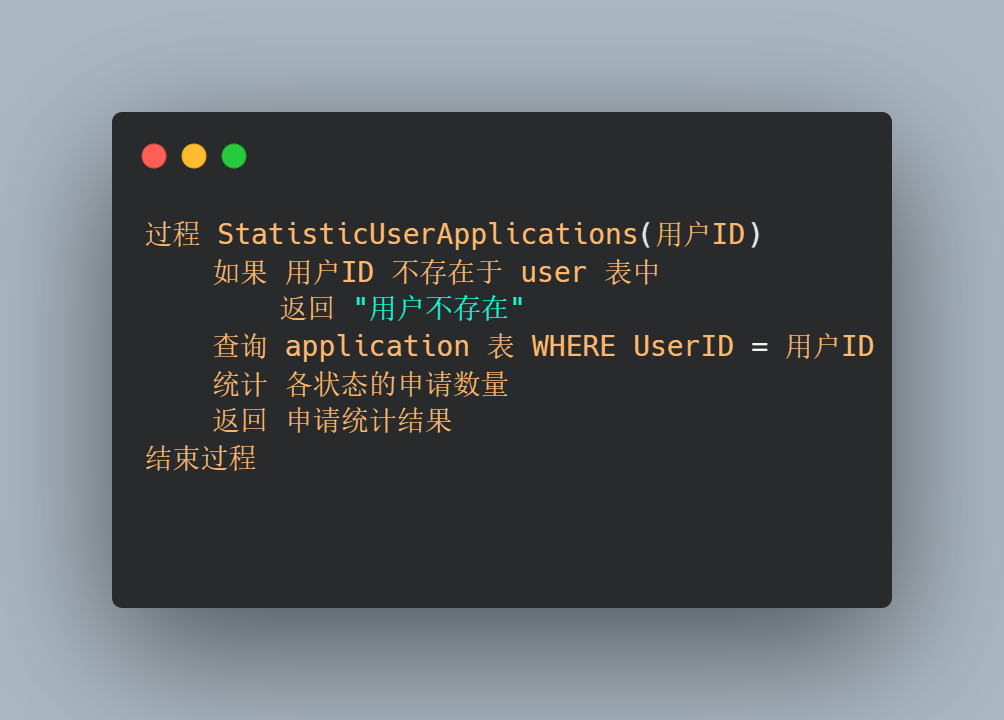 过程 StatisticUserApplications(用户ID)
如果 用户ID 不存在于 user 表中
返回 "用户不存在"
查询 application 表 WHERE UserID = 用户ID
统计 各状态的申请数量
返回 申请统计结果
结束过程